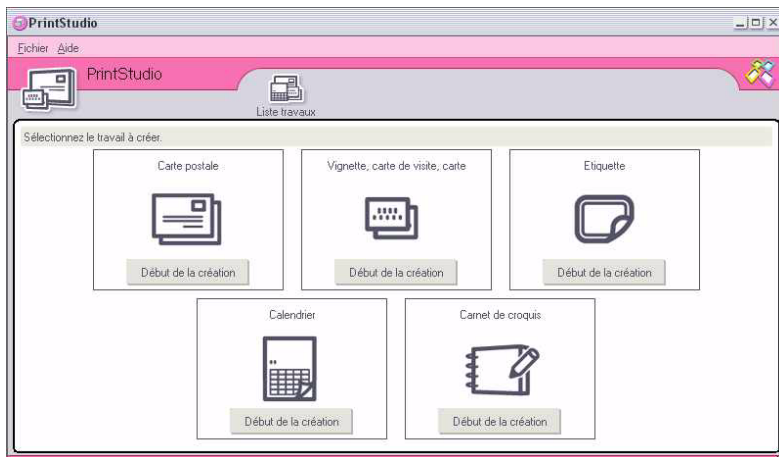 PrintStudio
Fichier Aide
PrintStudio
Liste travaux
Sélectionnez le travail à créer.
Carte postale
Vignette, carte de visite, carte
Etiquette
Début de la création
Début de la création
Début de la création
Calendrier
Carnet de croquis
Début de la création
Début de la création